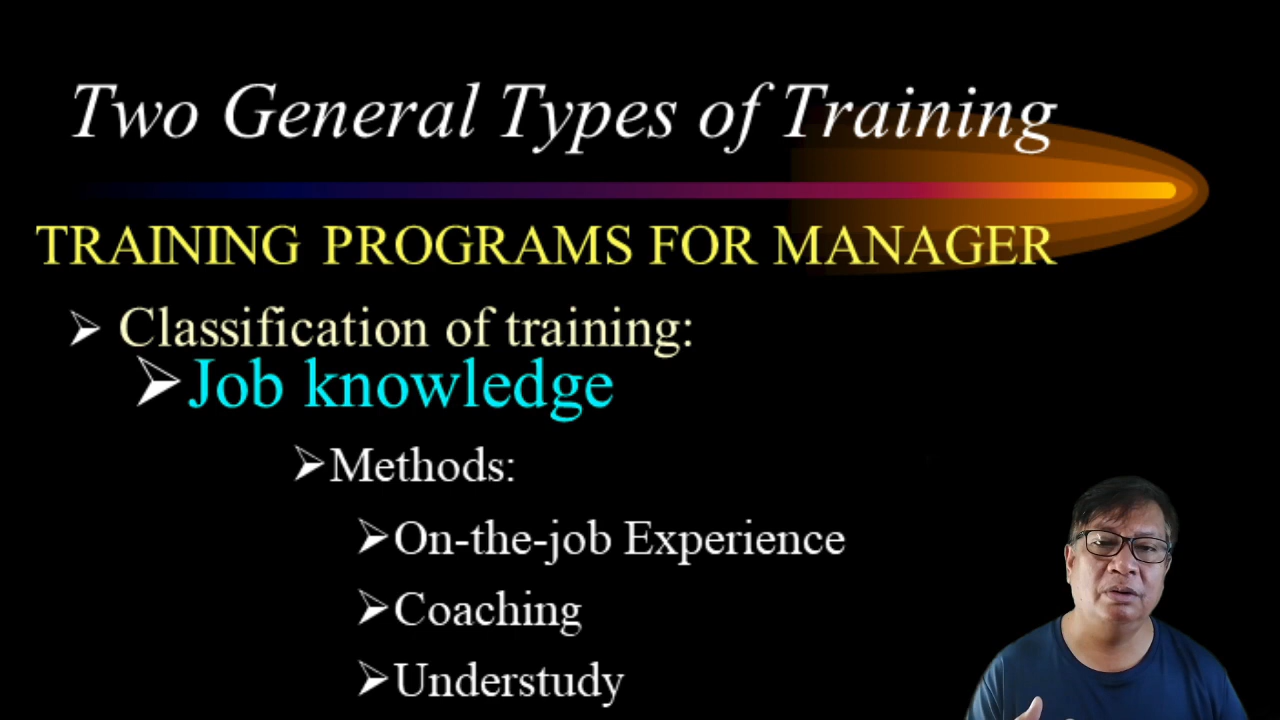 Two General Types of Training
TRAINING PROGRAMS FOR MANAGER
Classification of training:
Job knowledge
Methods:
On-the-job Experience
Coaching
Understudy